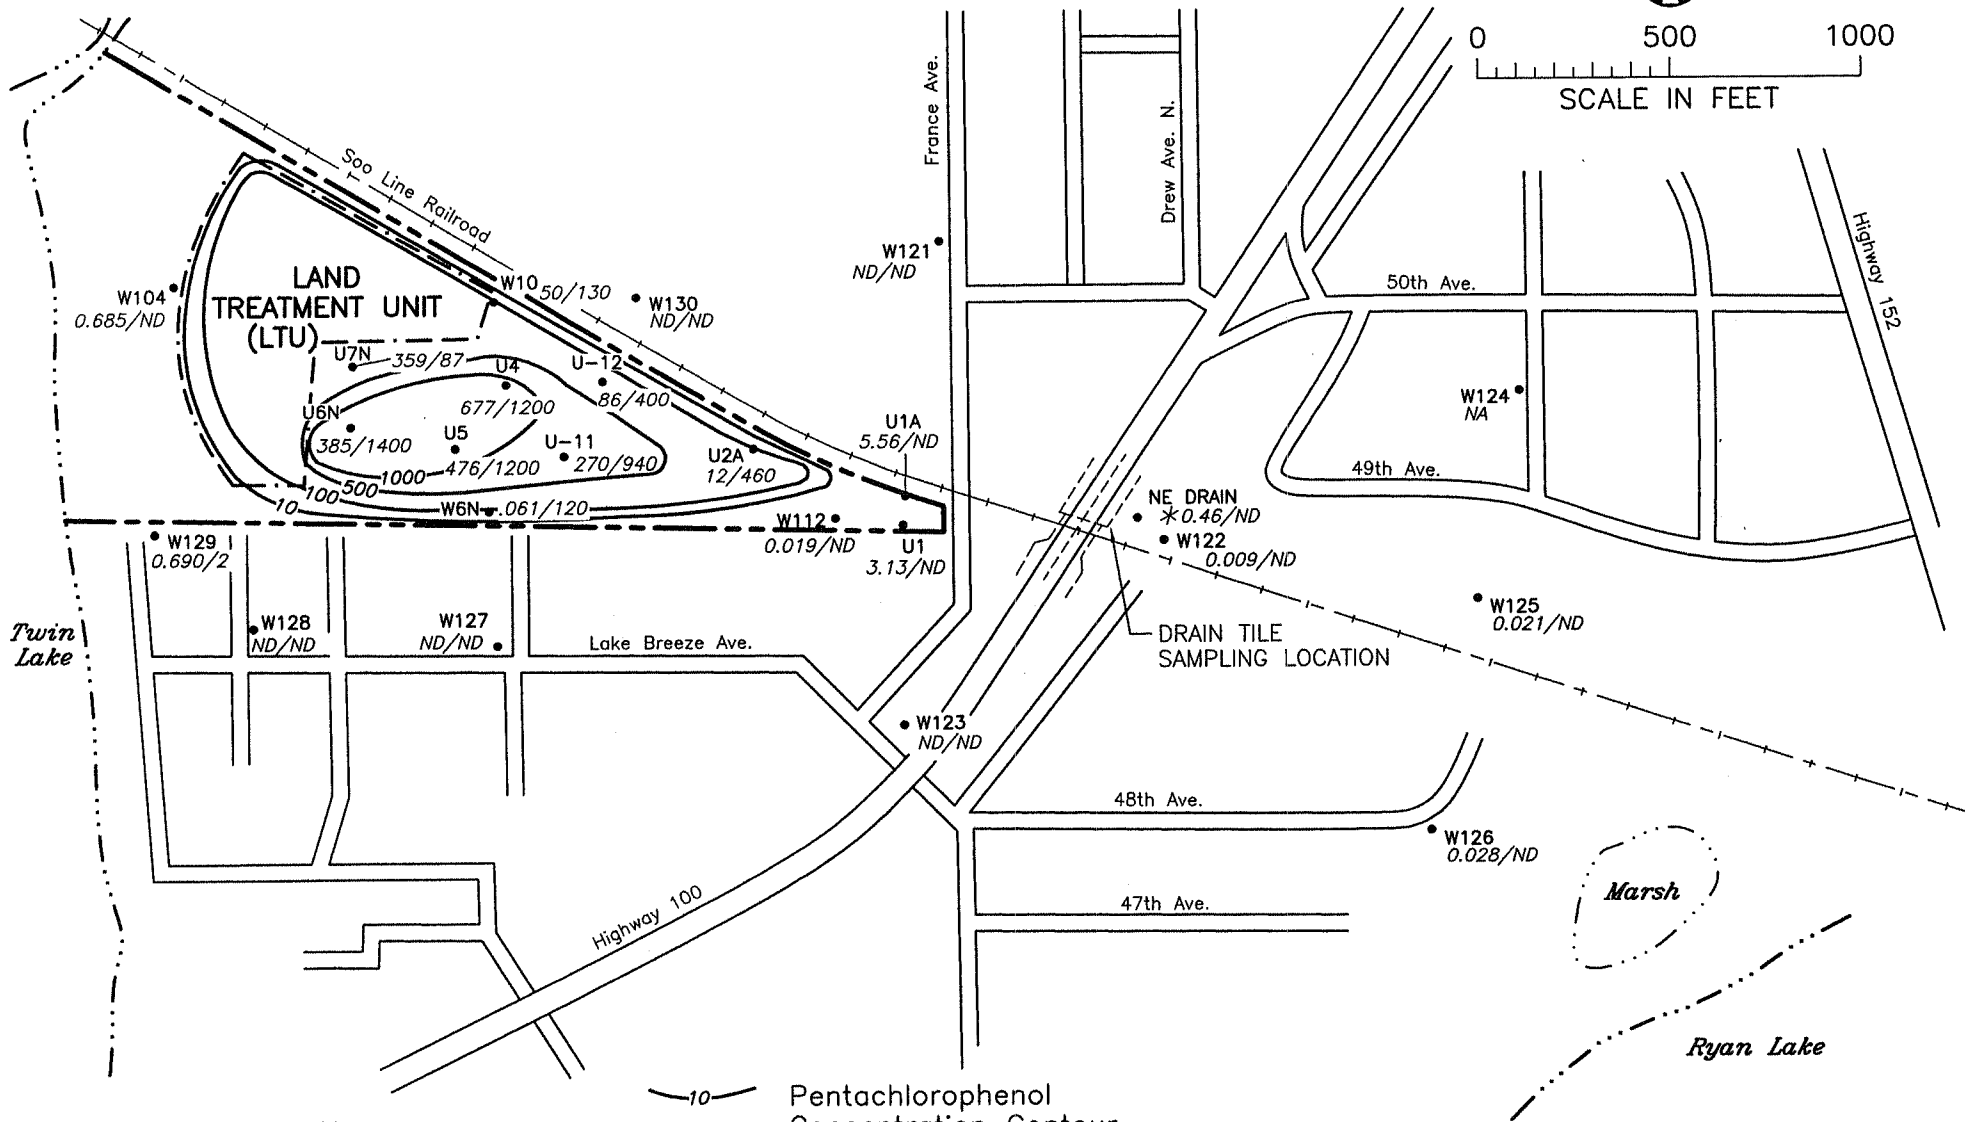 0 500 1000
SCALE IN FEET
France Ave.
Drew Ave. N.
Soo Line Railroad
Highway 152
W121
ND/ND
LAND
TREATMENT UNIT
(LTU)
W104
0.685/ND
W10 50/130
W130
ND/ND
50th Ave.
U7N
359/87
U4
677/1200
U-12
86/400
W124
NA
U6N
385/1400
U5
476/1200
U-11
270/940
U2A
12/460
U1A
5.56/ND
49th Ave.
1000
500
100
10
W6N .061/120
W112
0.019/ND
U1
3.13/ND
NE DRAIN
*0.46/ND
W122
0.009/ND
W129
0.690/2
W125
0.021/ND
Twin
Lake
W128
ND/ND
W127
ND/ND
Lake Breeze Ave.
DRAIN TILE
SAMPLING LOCATION
W123
ND/ND
48th Ave.
W126
0.028/ND
Marsh
47th Ave.
Highway 100
Ryan Lake
10 Pentachlorophenol
Concentration Contour